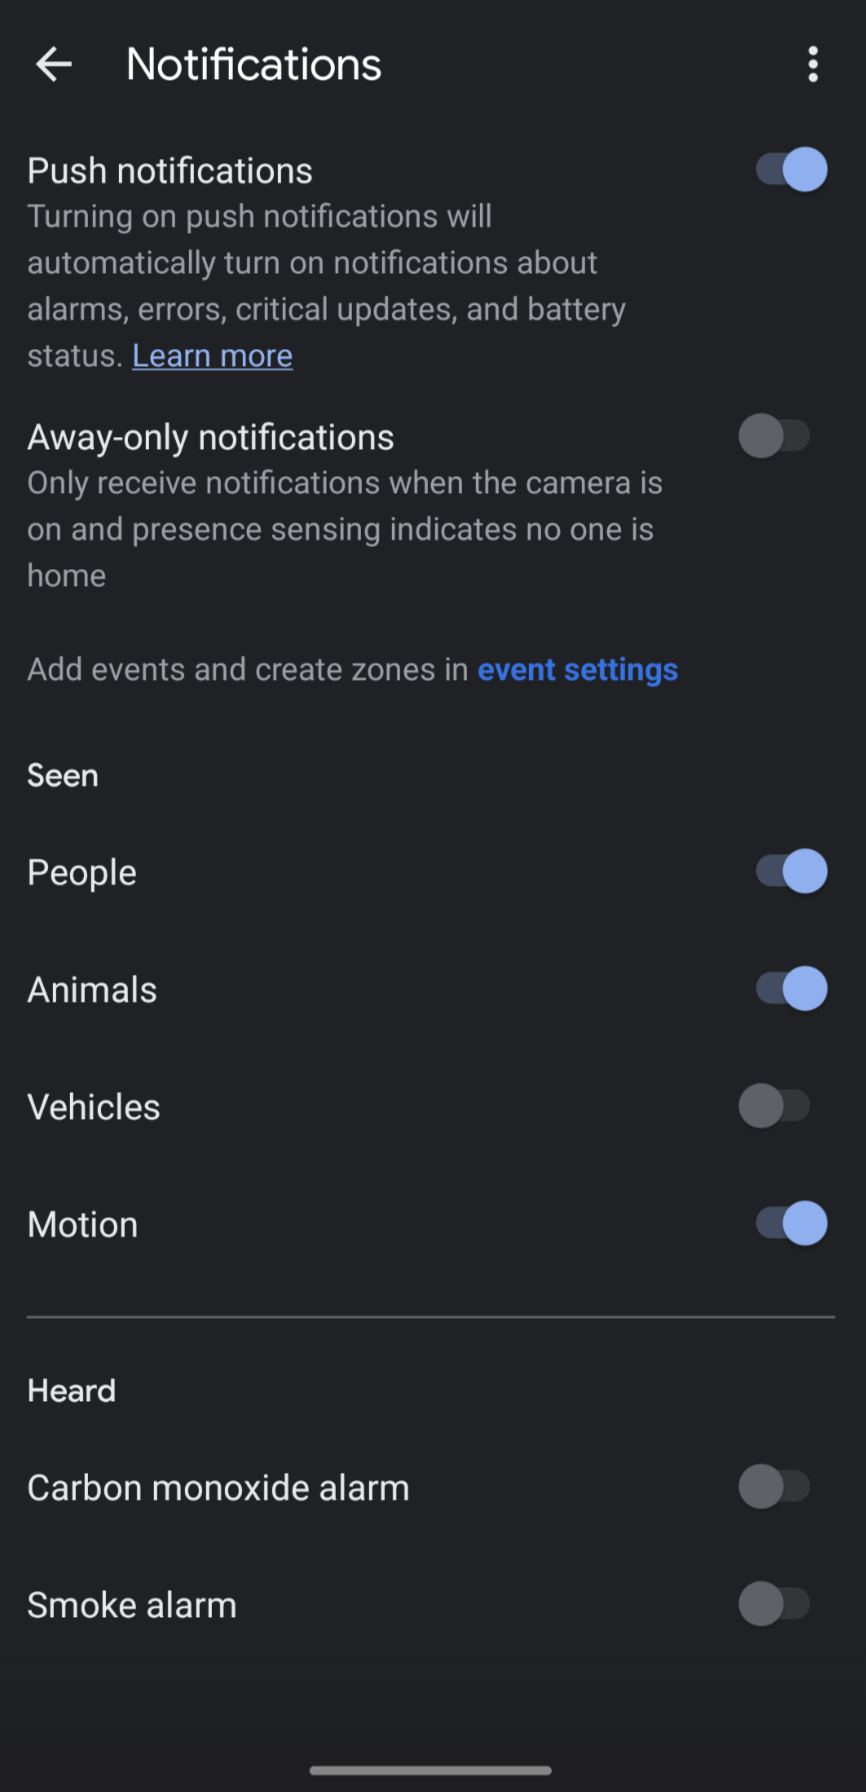 Notifications
Push notifications
Turning on push notifications will
automatically turn on notifications about
alarms, errors, critical updates, and battery
status. Learn more
Away-only notifications
Only receive notifications when the camera is
on and presence sensing indicates no one is
home
Add events and create zones in event settings
Seen
People
Animals
Vehicles
Motion
Heard
Carbon monoxide alarm
Smoke alarm